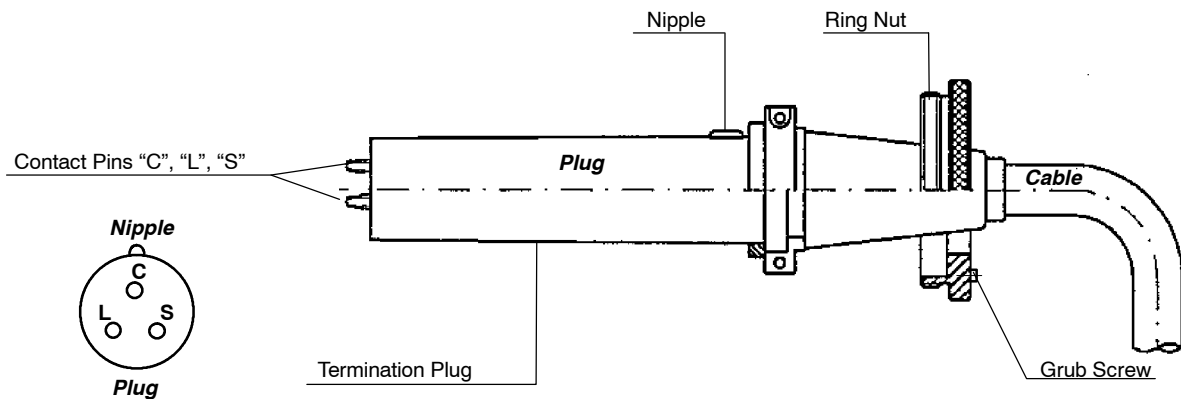 Nipple
Ring Nut
Plug
Contact Pins “C”, “L”, “S”
Cable
Nipple
C
L S
Termination Plug
Grub Screw
Plug